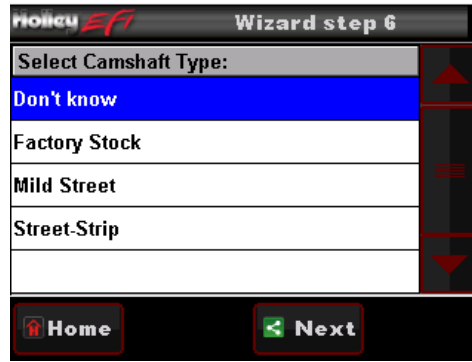 Holley EFI
Wizard step 6
Select Camshaft Type:
Don't know
Factory Stock
Mild Street
Street-Strip
Home
Next